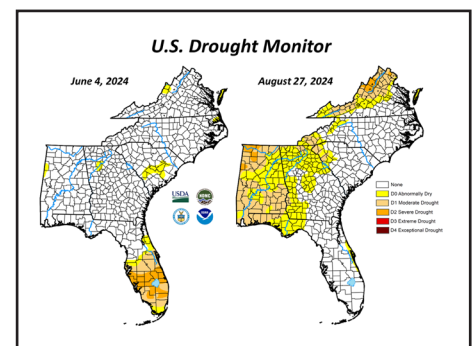 U.S. Drought Monitor
June 4, 2024
August 27, 2024
USDA
None
D0 Abnormally Dry
D1 Moderate Drought
D2 Severe Drought
D3 Extreme Drought
D4 Exceptional Drought